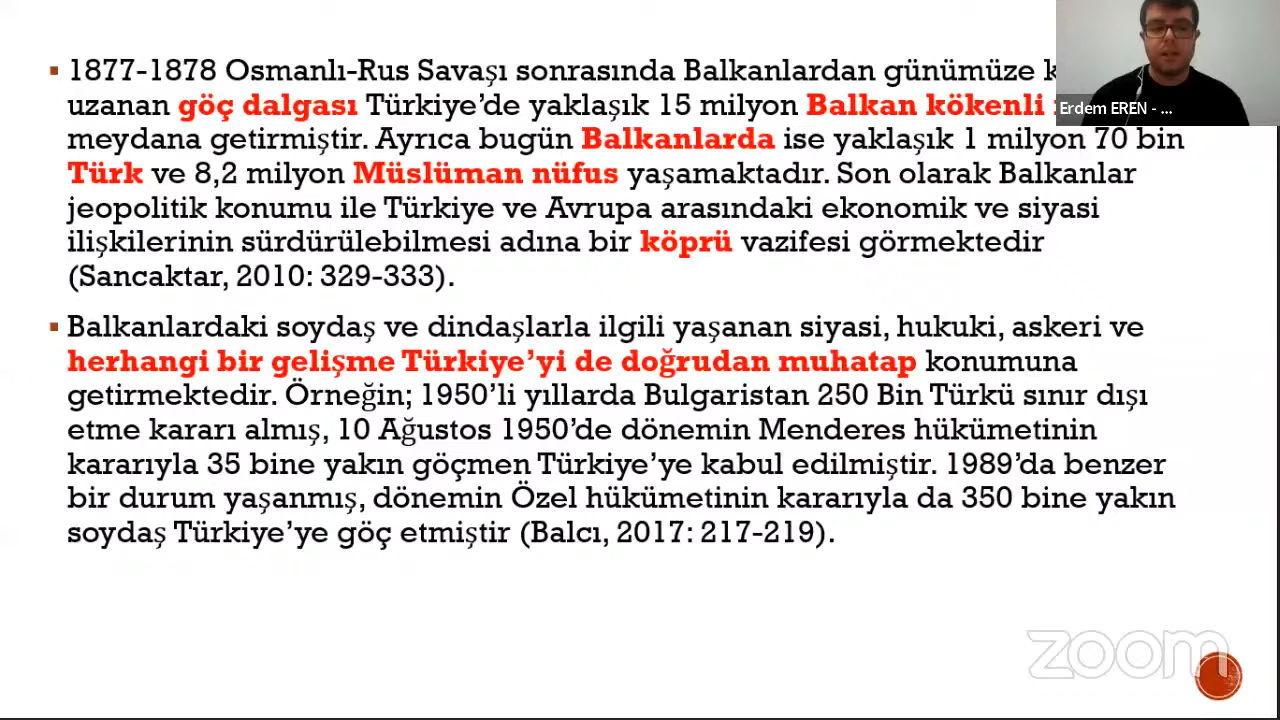 1877-1878 Osmanlı-Rus Savaşı sonrasında Balkanlardan günümüze
uzanan göç dalgası Türkiye’de yaklaşık 15 milyon Balkan kökenli
meydana getirmiştir. Ayrıca bugün Balkanlarda ise yaklaşık 1 milyon 70 bin
Türk ve 8,2 milyon Müslüman nüfus yaşamaktadır. Son olarak Balkanlar
jeopolitik konumu ile Türkiye ve Avrupa arasındaki ekonomik ve siyasi
ilişkilerinin sürdürülebilmesi adına bir köprü vazifesi görmektedir
(Sancaktar, 2010: 329-333).
Balkanlardaki soydaş ve dindaşlarla ilgili yaşanan siyasi, hukuki, askeri ve
herhangi bir gelişme Türkiye’yi de doğrudan muhatap konumuna
getirmektedir. Örneğin; 1950’li yıllarda Bulgaristan 250 Bin Türkü sınır dışı
etme kararı almış, 10 Ağustos 1950’de dönemin Menderes hükümetinin
kararıyla 35 bine yakın göçmen Türkiye’ye kabul edilmiştir. 1989’da benzer
bir durum yaşanmış, dönemin Özel hükümetinin kararıyla da 350 bine yakın
soydaş Türkiye’ye göç etmiştir (Balcı, 2017: 217-219).
Erdem EREN - ...
zoom